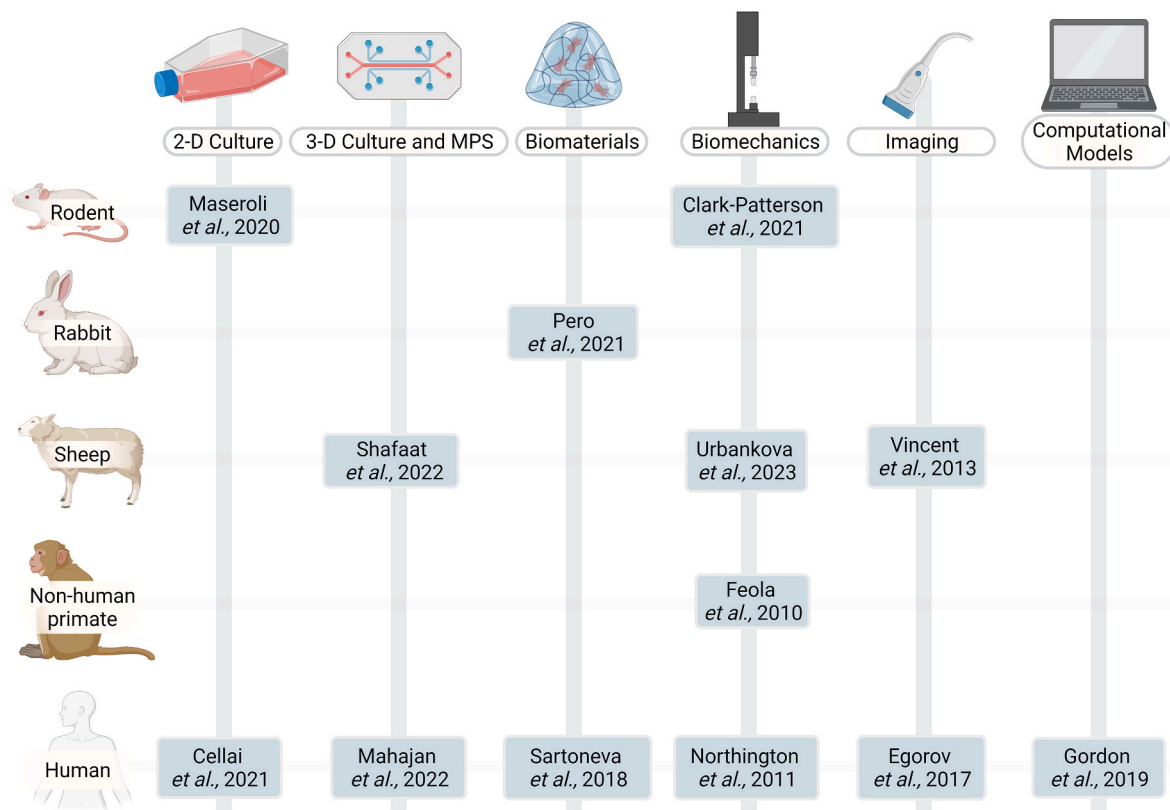 2-D Culture
3-D Culture and MPS
Biomaterials
Biomechanics
Imaging
Computational
Models
Rodent
Maseroli
et al., 2020
Clark-Patterson
et al., 2021
Rabbit
Pero
et al., 2021
Sheep
Shafaat
et al., 2022
Urbankova
et al., 2023
Vincent
et al., 2013
Non-human
primate
Feola
et al., 2010
Human
Cellai
et al., 2021
Mahajan
et al., 2022
Sartoneva
et al., 2018
Northington
et al., 2011
Egorov
et al., 2017
Gordon
et al., 2019